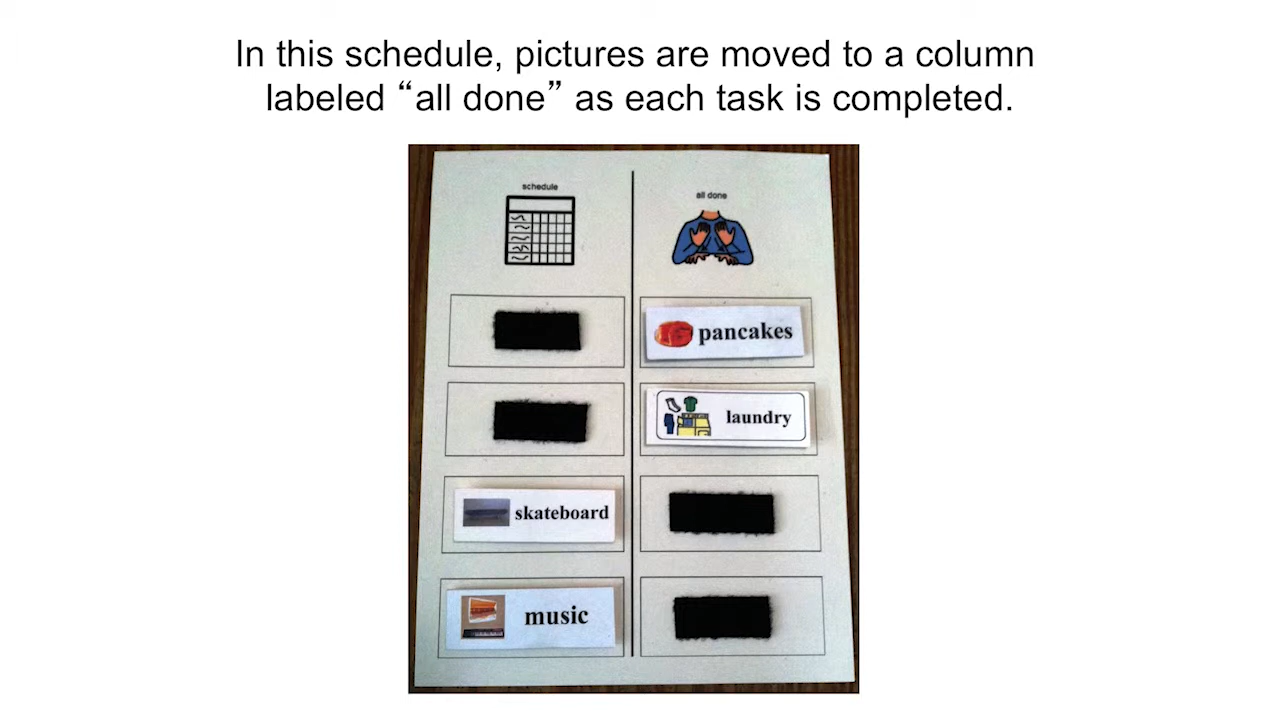 In this schedule, pictures are moved to a column
labeled “all done” as each task is completed.
schedule
all done
pancakes
laundry
skateboard
music